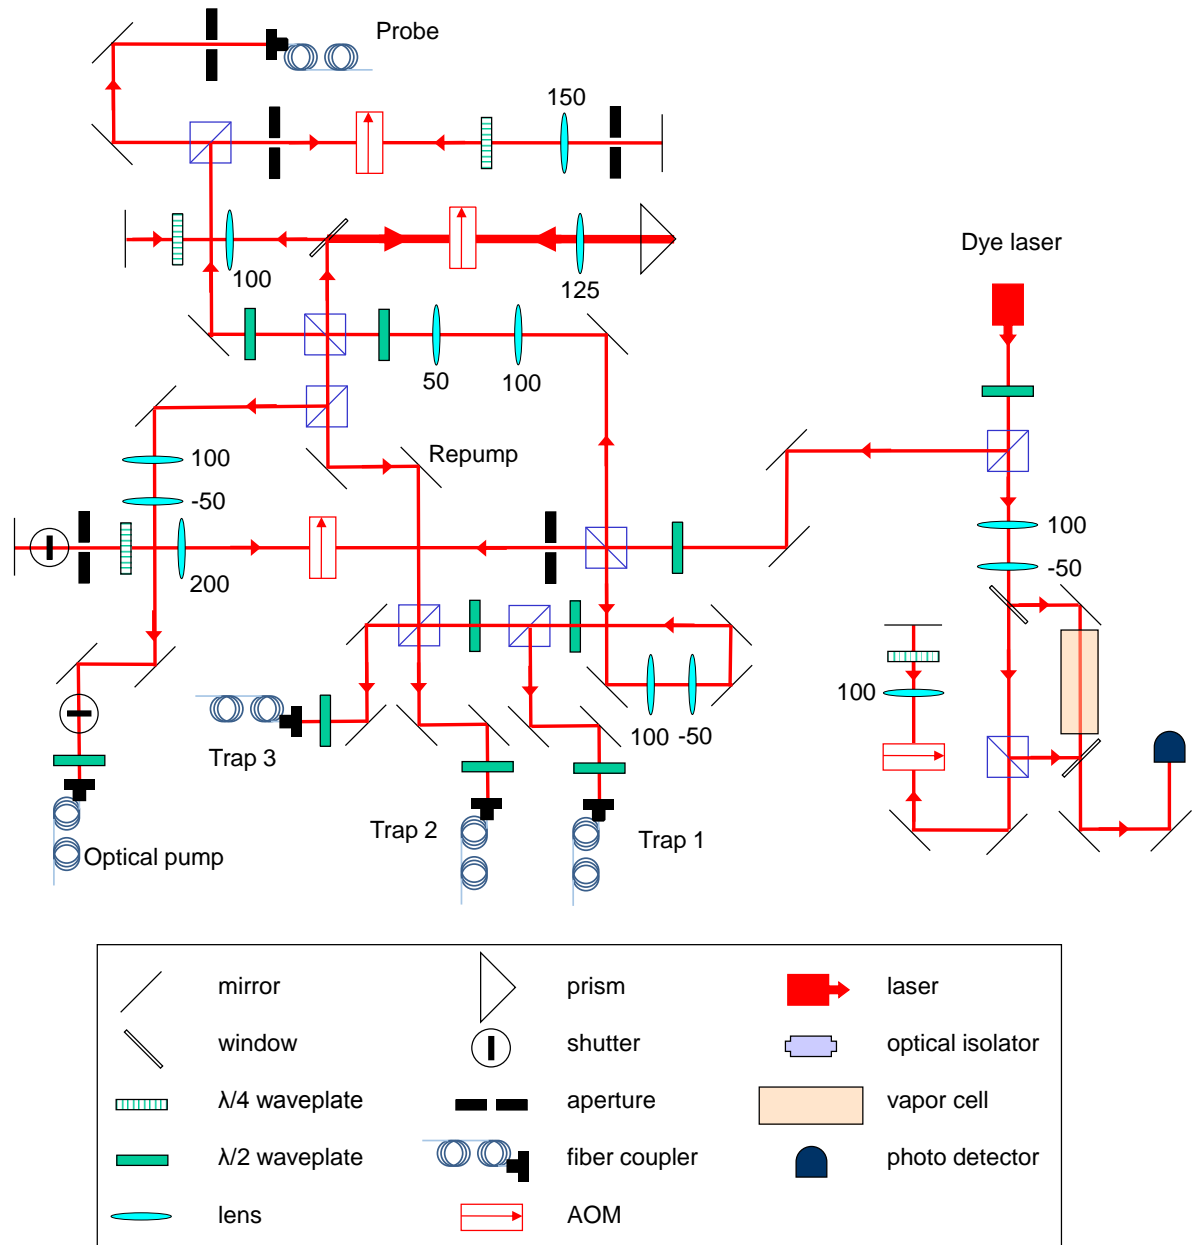 Probe
150
100
125
Dye laser
50
100
100
-50
Repump
200
100
-50
100
100
-50
Trap 3
Trap 2
Trap 1
Optical pump
mirror
prism
laser
window
shutter
optical isolator
λ/4 waveplate
aperture
vapor cell
λ/2 waveplate
fiber coupler
photo detector
lens
AOM